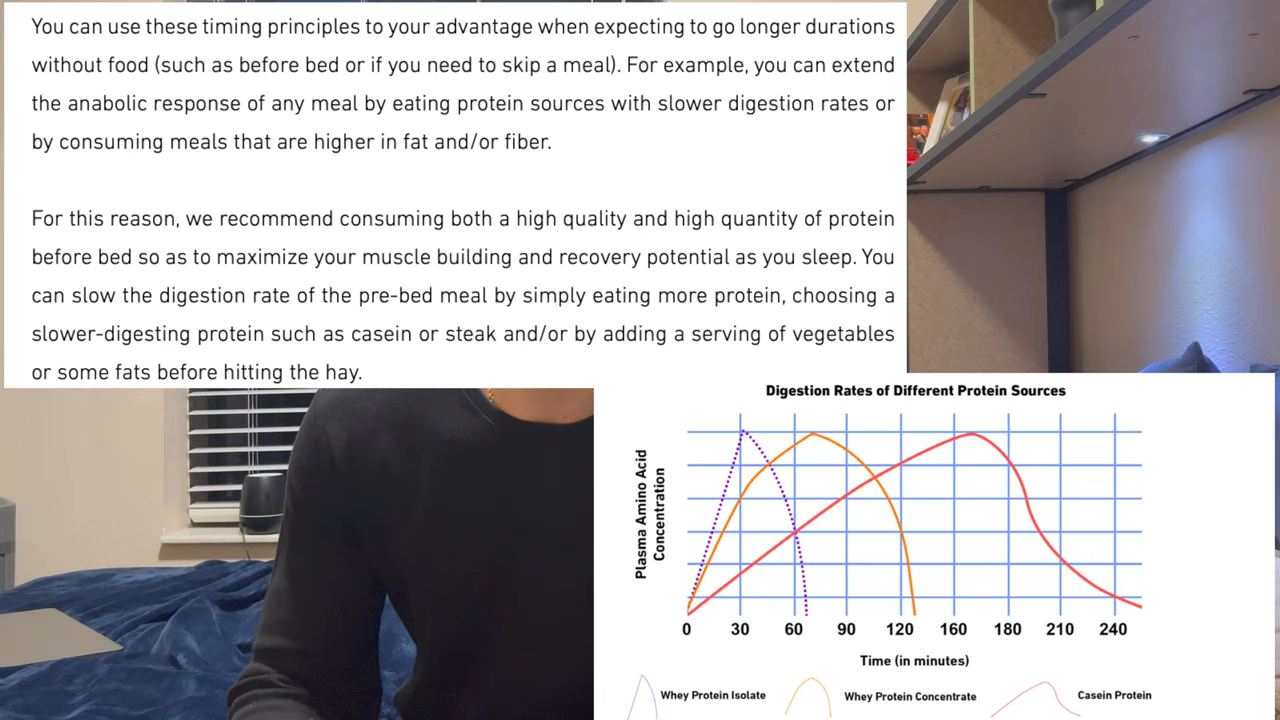 You can use these timing principles to your advantage when expecting to go longer durations
without food (such as before bed or if you need to skip a meal). For example, you can extend
the anabolic response of any meal by eating protein sources with slower digestion rates or
by consuming meals that are higher in fat and/or fiber.
For this reason, we recommend consuming both a high quality and high quantity of protein
before bed so as to maximize your muscle building and recovery potential as you sleep. You
can slow the digestion rate of the pre-bed meal by simply eating more protein, choosing a
slower-digesting protein such as casein or steak and/or by adding a serving of vegetables
or some fats before hitting the hay.
Digestion Rates of Different Protein Sources
Plasma Amino Acid
Concentration
0 30 60 90 120 160 180 210 240
Time (in minutes)
Whey Protein Isolate Whey Protein Concentrate Casein Protein